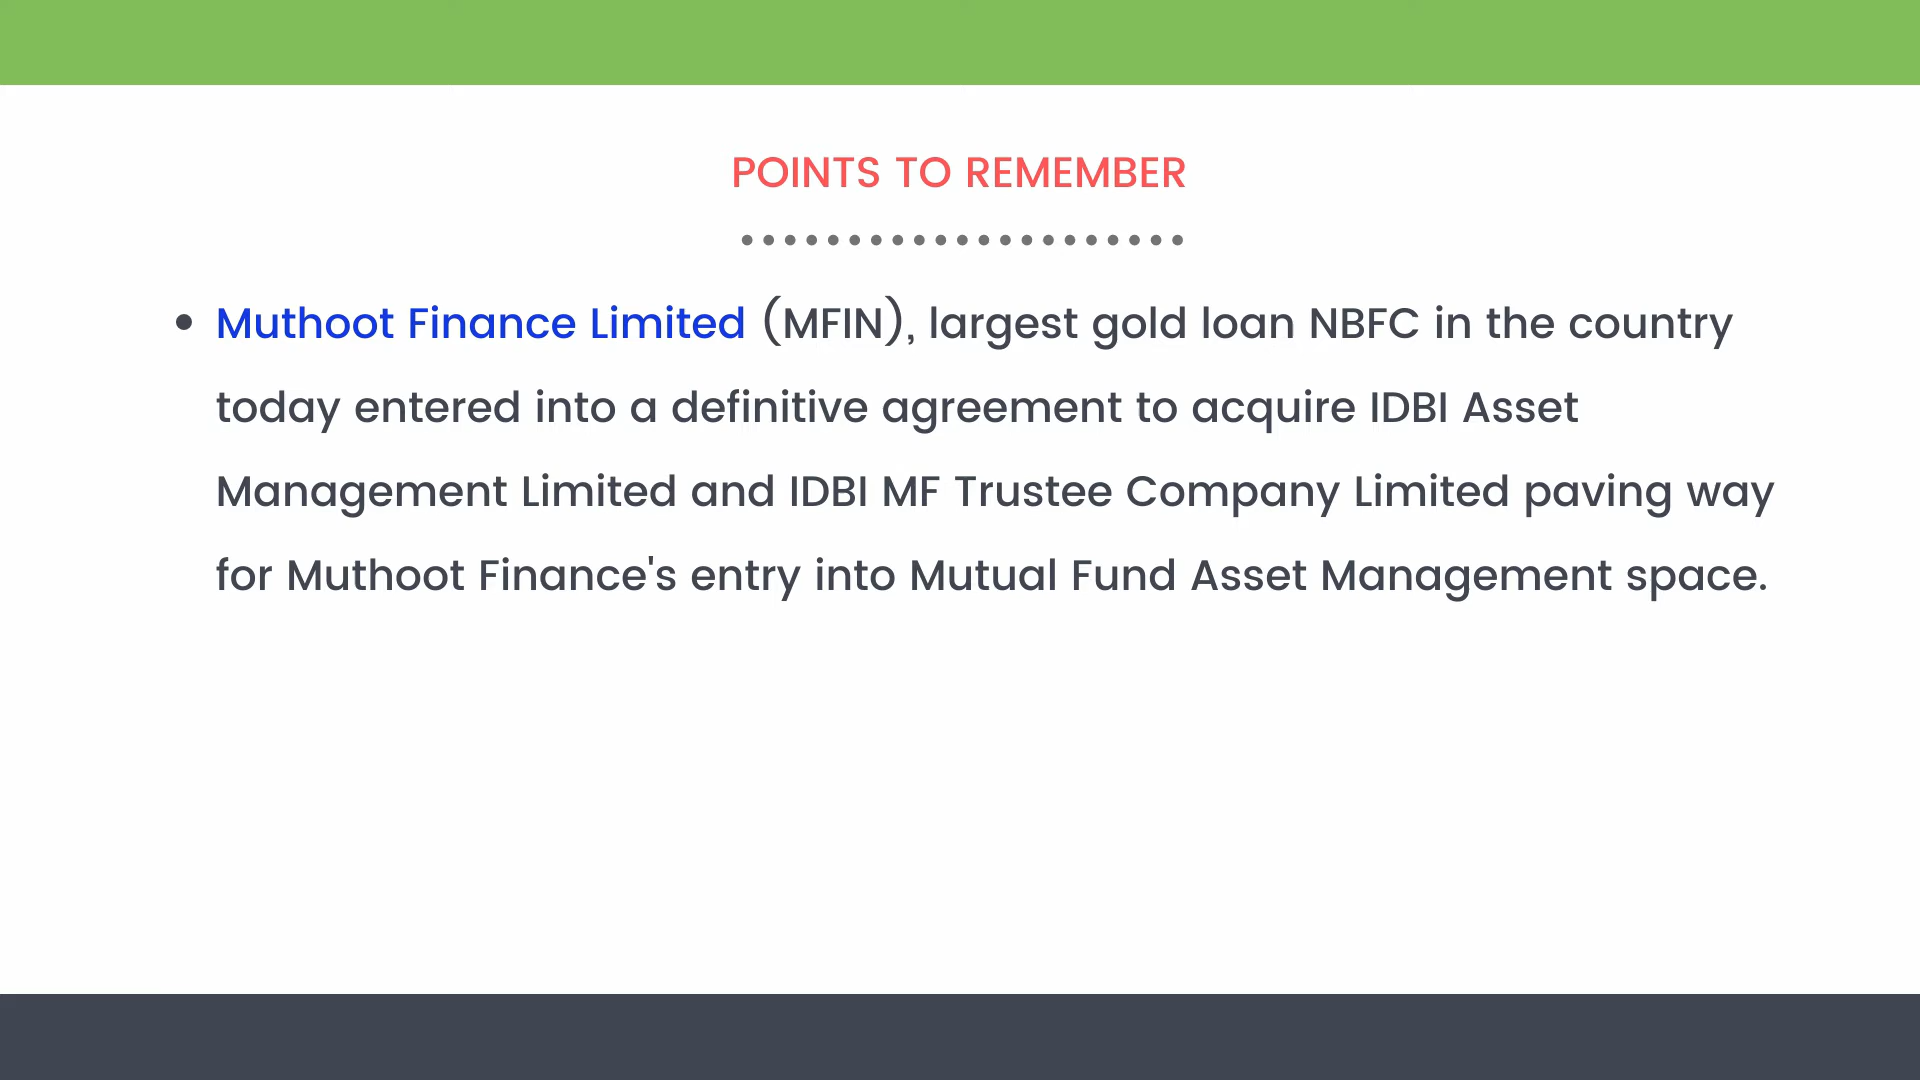 POINTS TO REMEMBER
• Muthoot Finance Limited (MFIN), largest gold loan NBFC in the country
today entered into a definitive agreement to acquire IDBI Asset
Management Limited and IDBI MF Trustee Company Limited paving way
for Muthoot Finance's entry into Mutual Fund Asset Management space.